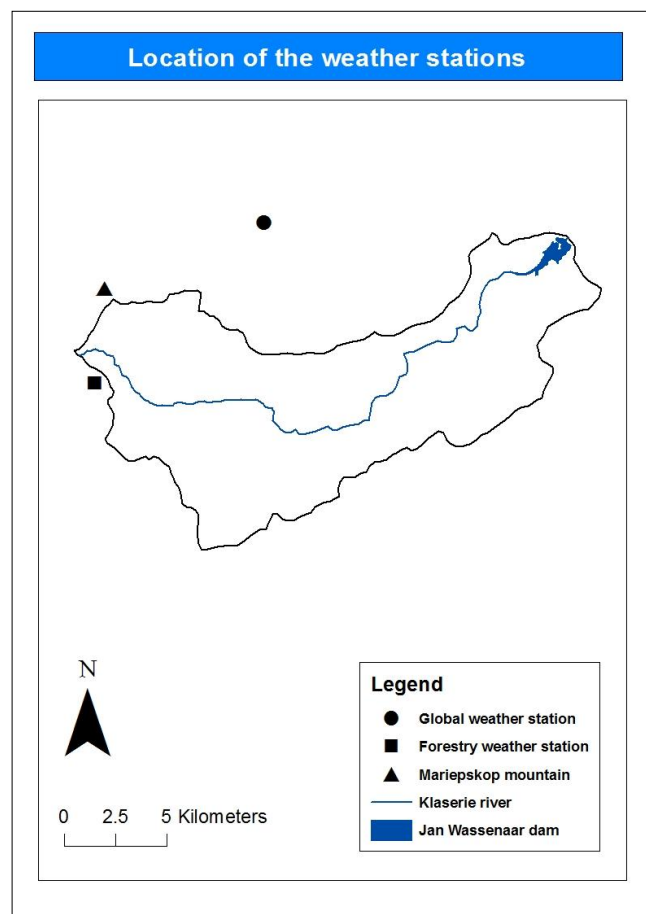 Location of the weather stations
N
0 2.5 5 Kilometers
Legend
Global weather station
Forestry weather station
Mariepskop mountain
Klaserie river
Jan Wassenaar dam